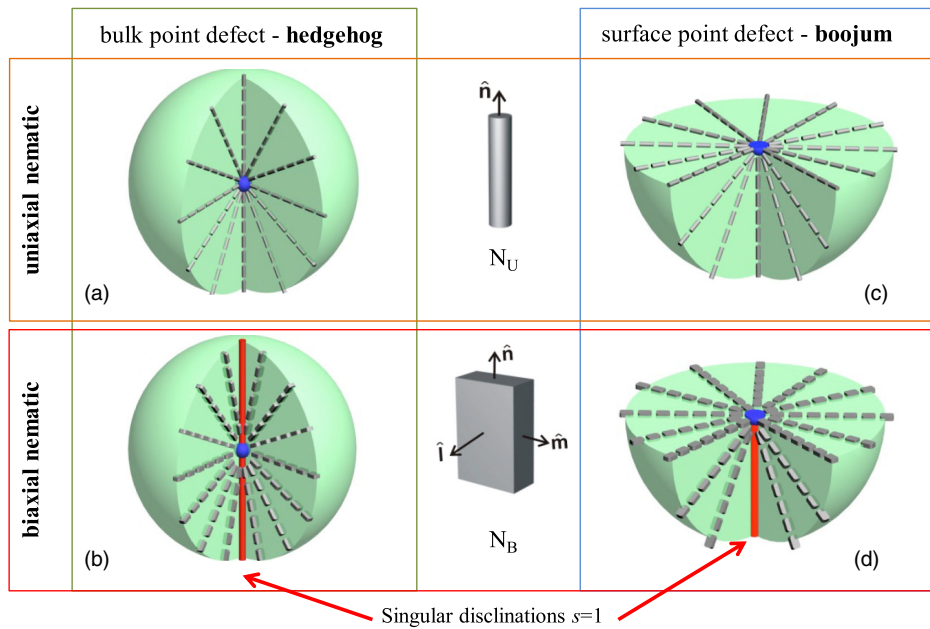 bulk point defect - hedgehog
surface point defect - boojum
uniaxial nematic
n̂
N_U
(a)
(c)
biaxial nematic
n̂
l̂
m̂
N_B
(b)
(d)
Singular disclinations s=1